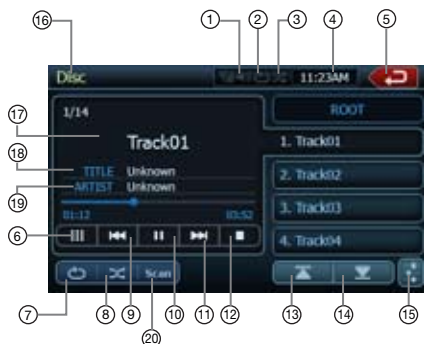 16 1 2 3 4 5
Disc 11:23AM
17 1/14 ROOT
Track01 1. Track01
18 TITLE Unknown 2. Track02
19 ARTIST Unknown
01:12 03:52 3. Track03
6 4. Track04
Scan
7 8 9 10 11 12 13 14 15
20